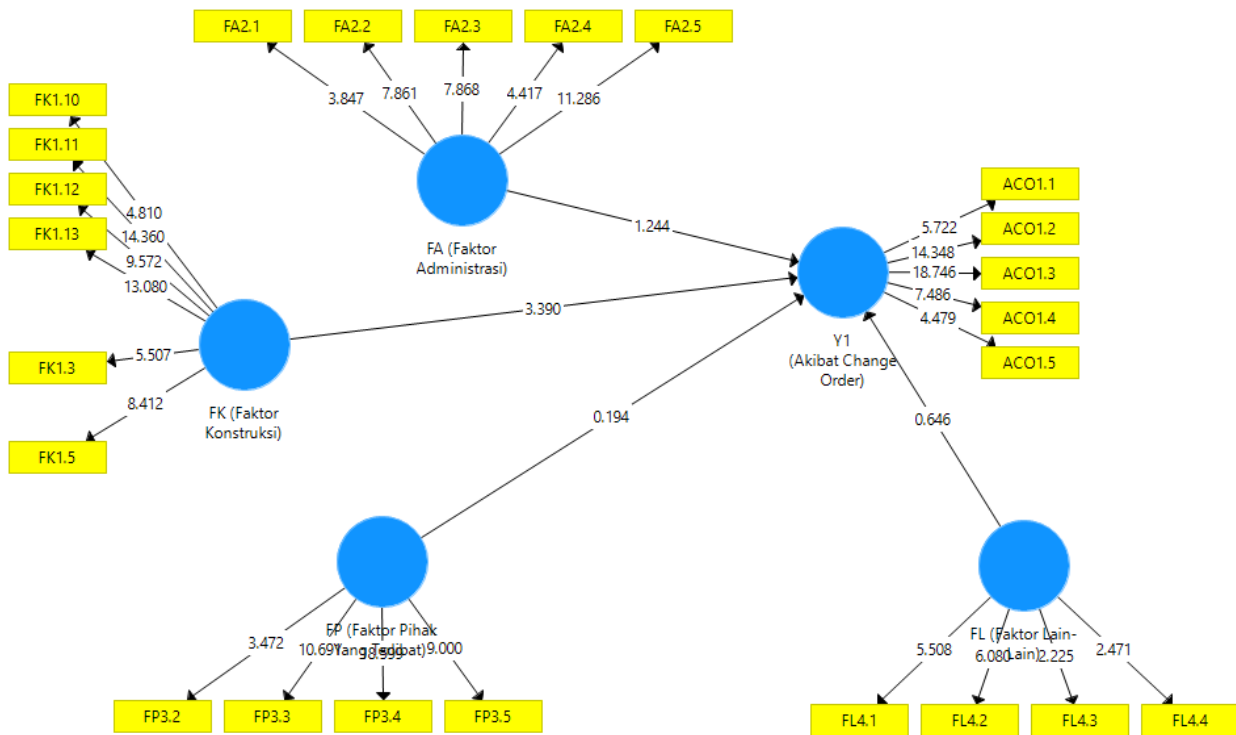 FA2.1
FA2.2
FA2.3
FA2.4
FA2.5
3.847
7.861
7.868
4.417
11.286
FA (Faktor
Administrasi)
FK1.10
FK1.11
FK1.12
FK1.13
FK1.3
FK1.5
4.810
14.360
9.572
13.080
5.507
8.412
FK (Faktor
Konstruksi)
1.244
3.390
0.194
0.646
Y1
(Akibat Change
Order)
5.722
14.348
18.746
7.486
4.479
ACO1.1
ACO1.2
ACO1.3
ACO1.4
ACO1.5
FP (Faktor Pihak
Yang
3.472
10.691
9.000
FP3.2
FP3.3
FP3.4
FP3.5
FL (Faktor Lain-
Lain)
5.508
6.080
2.225
2.471
FL4.1
FL4.2
FL4.3
FL4.4